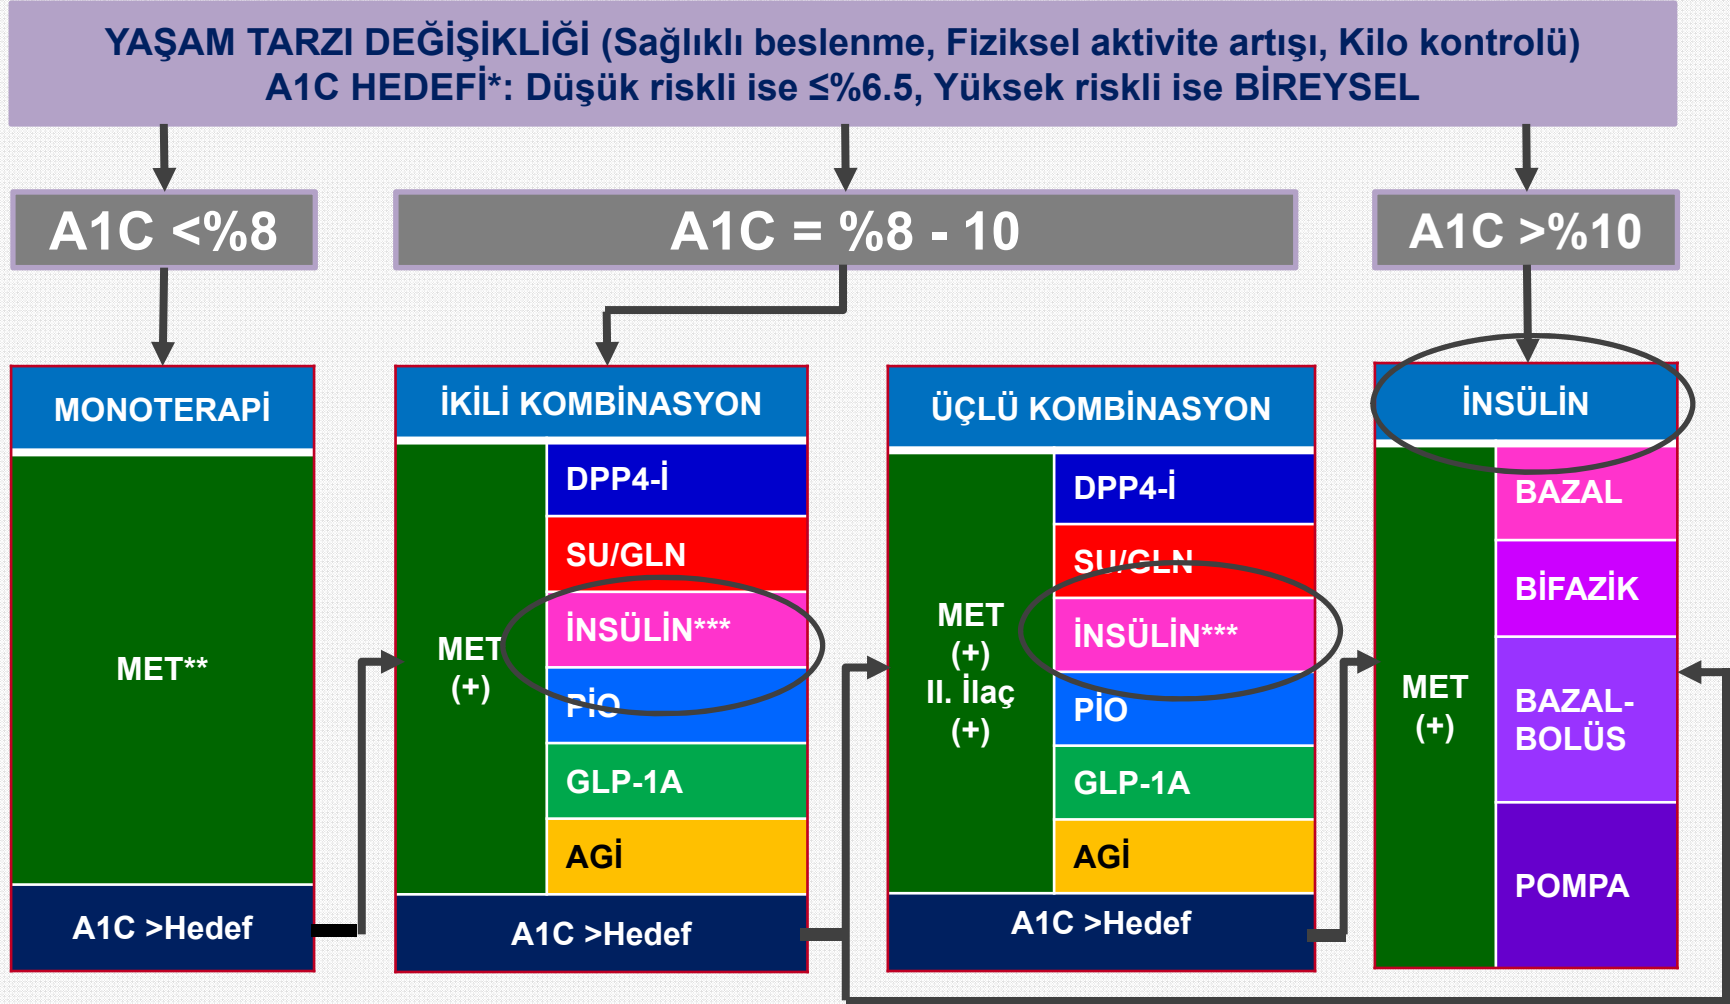 YAŞAM TARZI DEĞİŞİKLİĞİ (Sağlıklı beslenme, Fiziksel aktivite artışı, Kilo kontrolü)
A1C HEDEFİ*: Düşük riskli ise ≤%6.5, Yüksek riskli ise BİREYSEL
A1C <%8
A1C = %8 - 10
A1C >%10
MONOTERAPİ
MET**
A1C >Hedef
İKİLİ KOMBİNASYON
MET
(+)
DPP4-İ
SU/GLN
İNSÜLİN***
PİO
GLP-1A
AGİ
A1C >Hedef
ÜÇLÜ KOMBİNASYON
MET
(+)
II. İlaç
(+)
DPP4-İ
SU/GLN
İNSÜLİN***
PİO
GLP-1A
AGİ
A1C >Hedef
İNSÜLİN
MET
(+)
BAZAL
BİFAZİK
BAZAL-
BOLÜS
POMPA